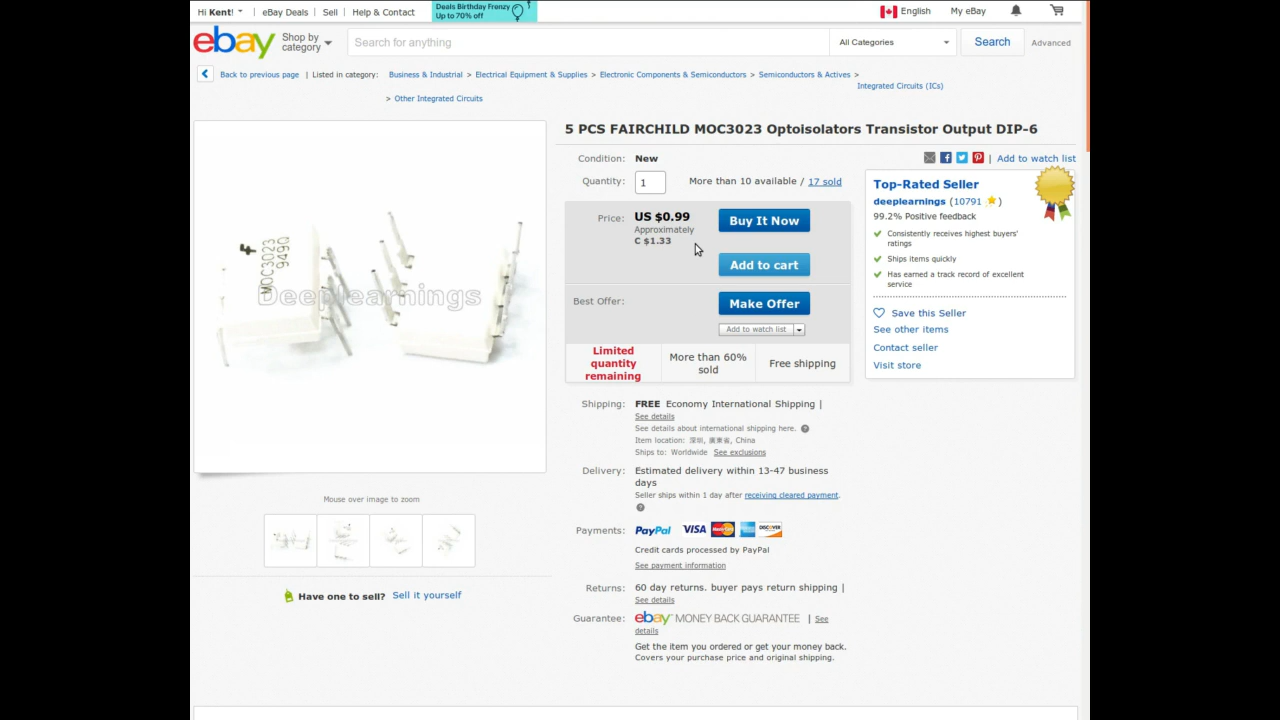 Hi Kent!
eBay Deals
Sell
Help & Contact
Deals Birthday Frenzy
Up to 70% off
English
My eBay
ebay
Shop by
category
Search for anything
All Categories
Search
Advanced
Back to previous page | Listed in category: Business & Industrial > Electrical Equipment & Supplies > Electronic Components & Semiconductors > Semiconductors & Actives >
Integrated Circuits (ICs)
> Other Integrated Circuits
5 PCS FAIRCHILD MOC3023 Optoisolators Transistor Output DIP-6
Condition: New
| Add to watch list
Quantity: 1
More than 10 available / 17 sold
Price: US $0.99
Approximately
C $1.33
Buy It Now
Add to cart
Best Offer:
Make Offer
Add to watch list
Limited
quantity
remaining
More than 60%
sold
Free shipping
Top-Rated Seller
deeplearnings (10791 )
99.2% Positive feedback
Consistently receives highest buyers'
ratings
Ships items quickly
Has earned a track record of excellent
service
Save this Seller
See other items
Contact seller
Visit store
MOC3023
949Q
Deeplearnings
Shipping: FREE Economy International Shipping |
See details
See details about international shipping here.
Item location: 深圳, 廣東省, China
Ships to: Worldwide See exclusions
Delivery: Estimated delivery within 13-47 business
days
Seller ships within 1 day after receiving cleared payment.
Mouse over image to zoom
Payments: PayPal VISA MasterCard DISCOVER
Credit cards processed by PayPal
See payment information
Returns: 60 day returns. buyer pays return shipping |
See details
Have one to sell? Sell it yourself
Guarantee: ebay MONEY BACK GUARANTEE | See
details
Get the item you ordered or get your money back.
Covers your purchase price and original shipping.